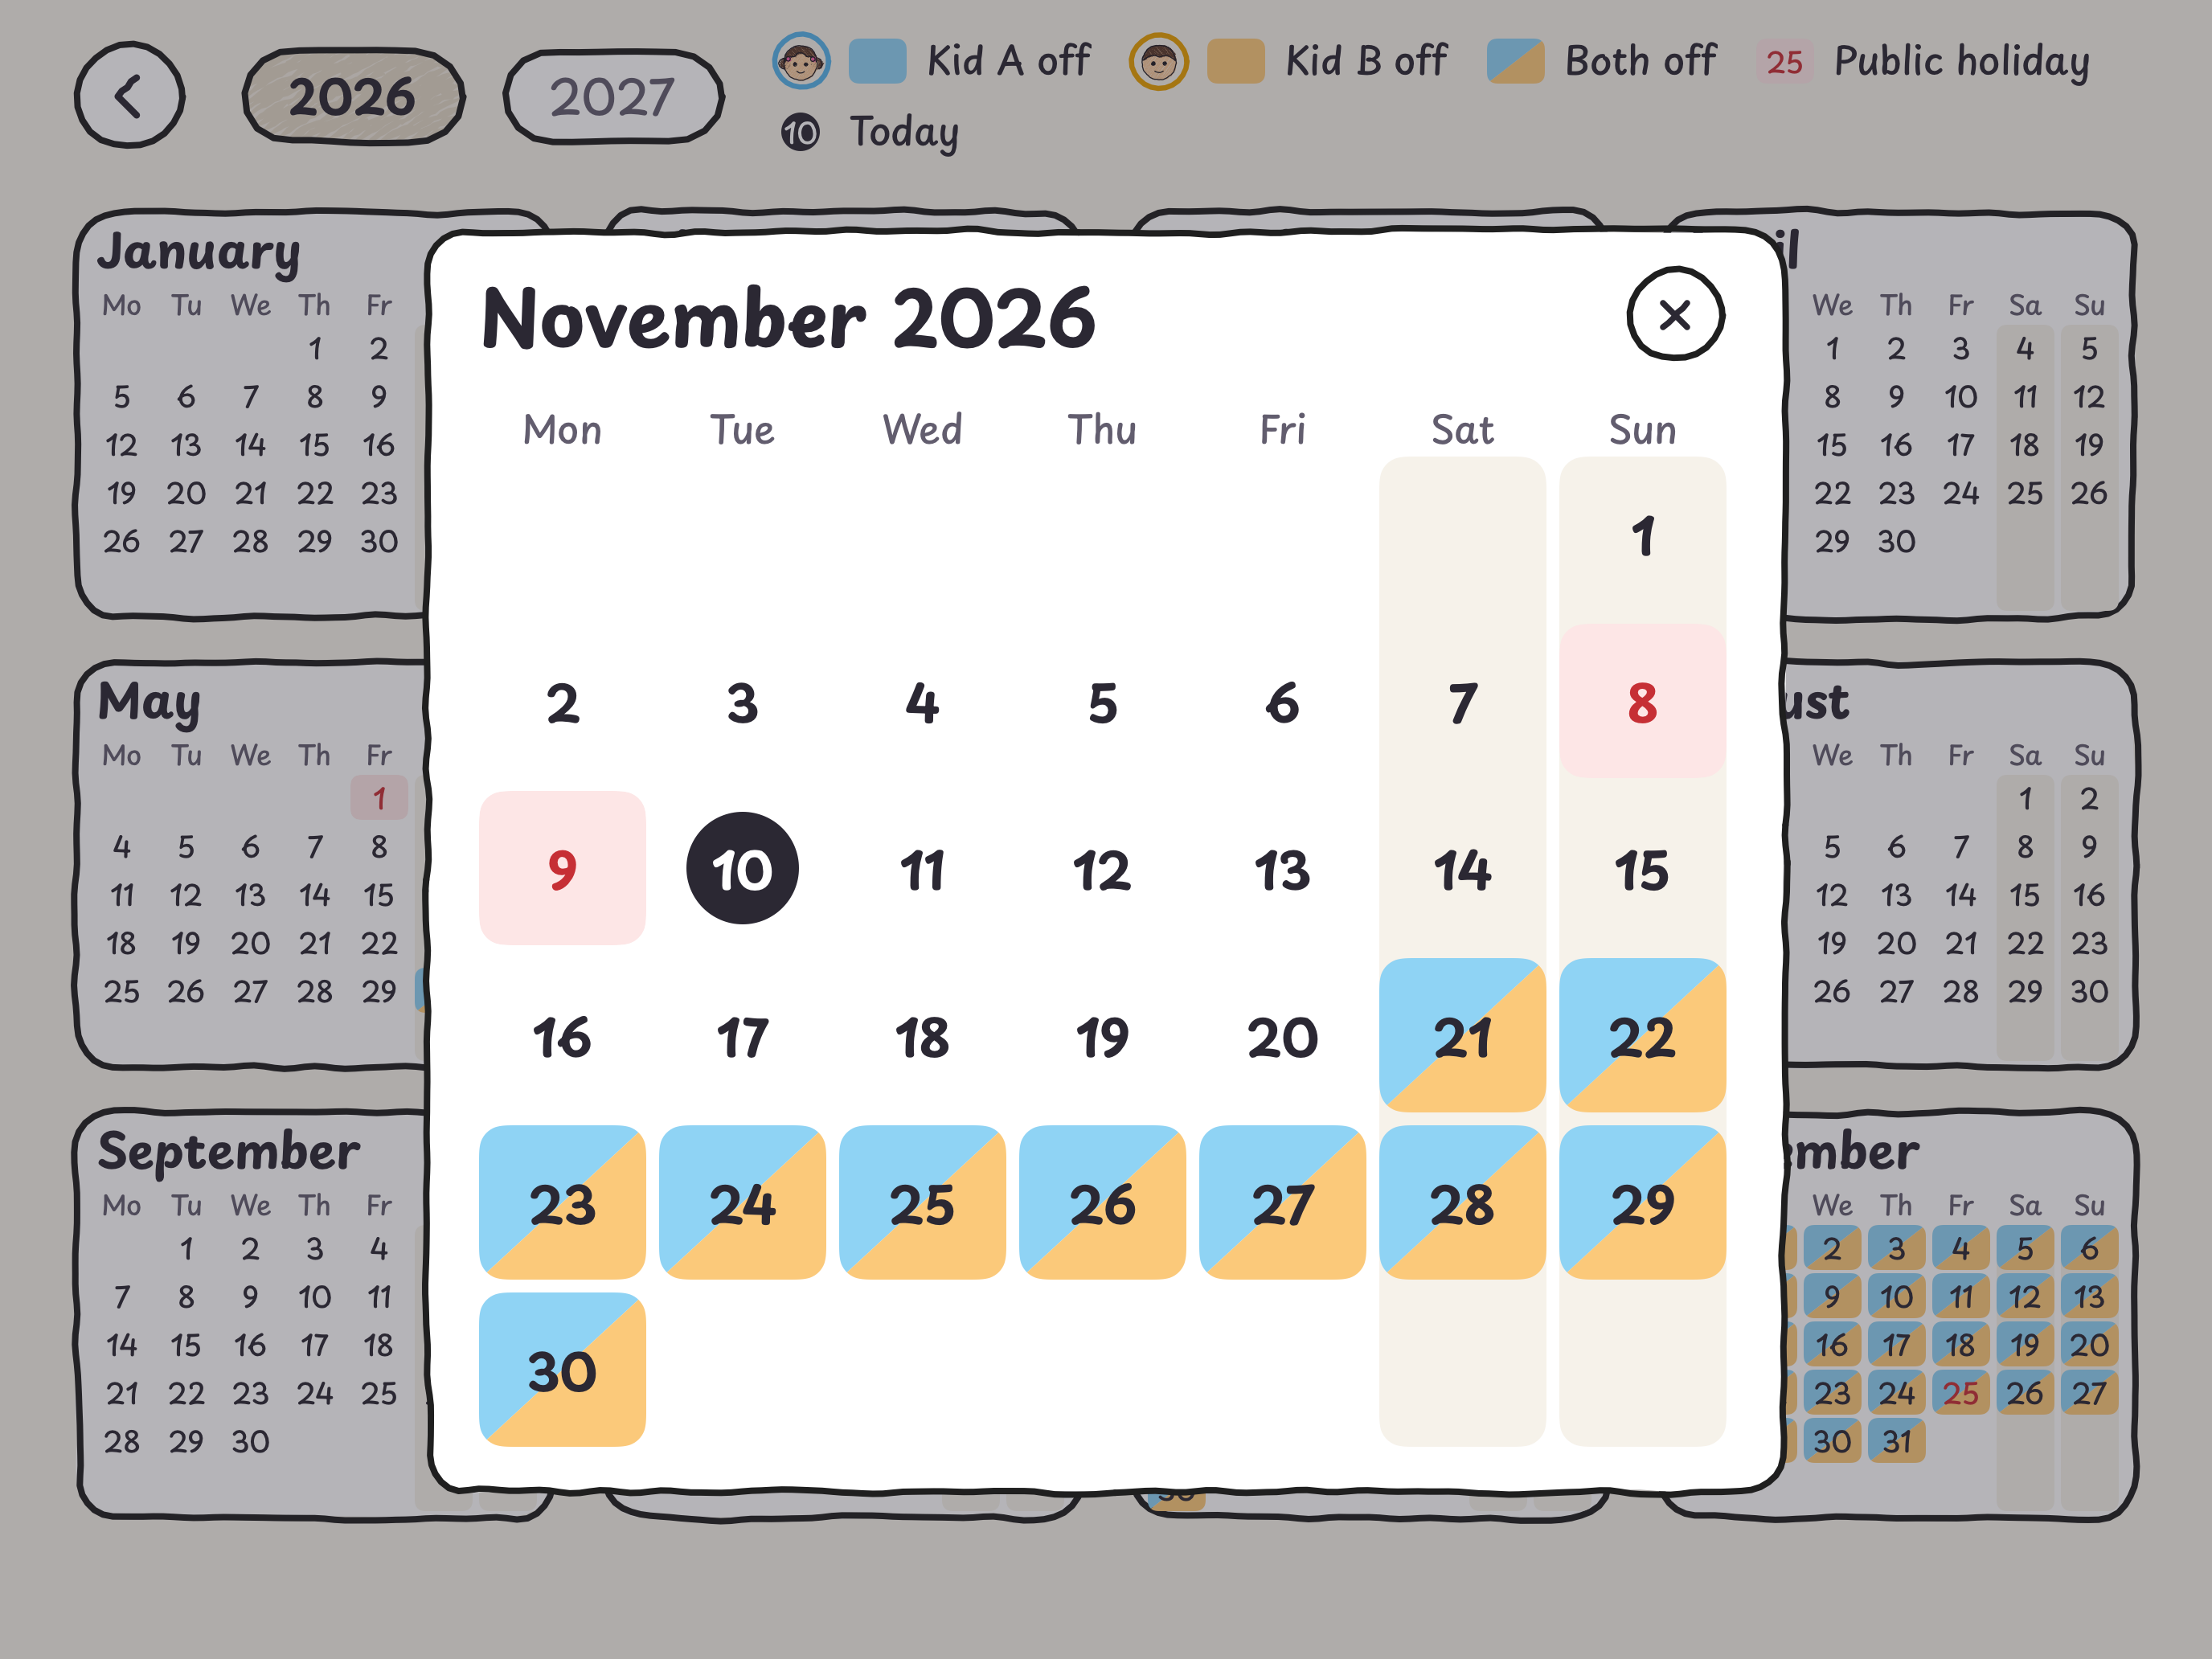 2026 2027 Kid A off Kid B off Both off 25 Public holiday
10 Today
January
Mo Tu We Th Fr
1 2
5 6 7 8 9
12 13 14 15 16
19 20 21 22 23
26 27 28 29 30
il
We Th Fr Sa Su
1 2 3 4 5
8 9 10 11 12
15 16 17 18 19
22 23 24 25 26
29 30
November 2026
Mon Tue Wed Thu Fri Sat Sun
1
2 3 4 5 6 7 8
9 10 11 12 13 14 15
16 17 18 19 20 21 22
23 24 25 26 27 28 29
30
May
Mo Tu We Th Fr
1
4 5 6 7 8
11 12 13 14 15
18 19 20 21 22
25 26 27 28 29
ust
We Th Fr Sa Su
1 2
5 6 7 8 9
12 13 14 15 16
19 20 21 22 23
26 27 28 29 30
September
Mo Tu We Th Fr
1 2 3 4
7 8 9 10 11
14 15 16 17 18
21 22 23 24 25
28 29 30
mber
We Th Fr Sa Su
2 3 4 5 6
9 10 11 12 13
16 17 18 19 20
23 24 25 26 27
30 31